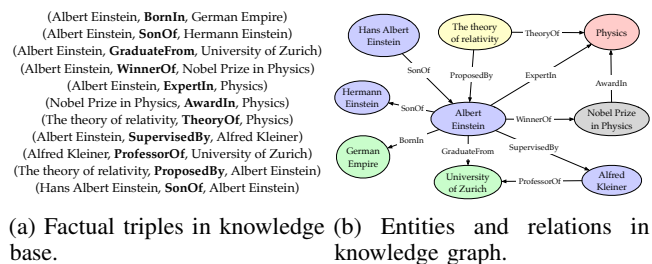 (Albert Einstein, BornIn, German Empire)
(Albert Einstein, SonOf, Hermann Einstein)
(Albert Einstein, GraduateFrom, University of Zurich)
(Albert Einstein, WinnerOf, Nobel Prize in Physics)
(Albert Einstein, ExpertIn, Physics)
(Nobel Prize in Physics, AwardIn, Physics)
(The theory of relativity, TheoryOf, Physics)
(Albert Einstein, SupervisedBy, Alfred Kleiner)
(Alfred Kleiner, ProfessorOf, University of Zurich)
(The theory of relativity, ProposedBy, Albert Einstein)
(Hans Albert Einstein, SonOf, Albert Einstein)
(a) Factual triples in knowledge
base.
Hans Albert
Einstein
The theory
of relativity
TheoryOf
Physics
SonOf
ProposedBy
ExpertIn
AwardIn
Hermann
Einstein
SonOf
Albert
Einstein
WinnerOf
Nobel Prize
in Physics
BornIn
GraduateFrom
SupervisedBy
German
Empire
University
of Zurich
ProfessorOf
Alfred
Kleiner
(b) Entities and relations in
knowledge graph.